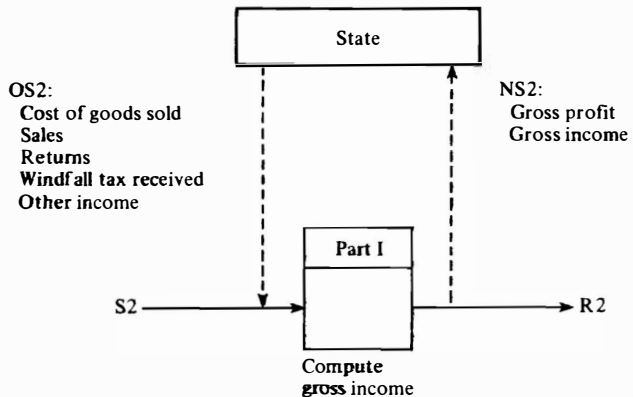 State
OS2:
Cost of goods sold
Sales
Returns
Windfall tax received
Other income
NS2:
Gross profit
Gross income
Part I
S2
R2
Compute
gross income